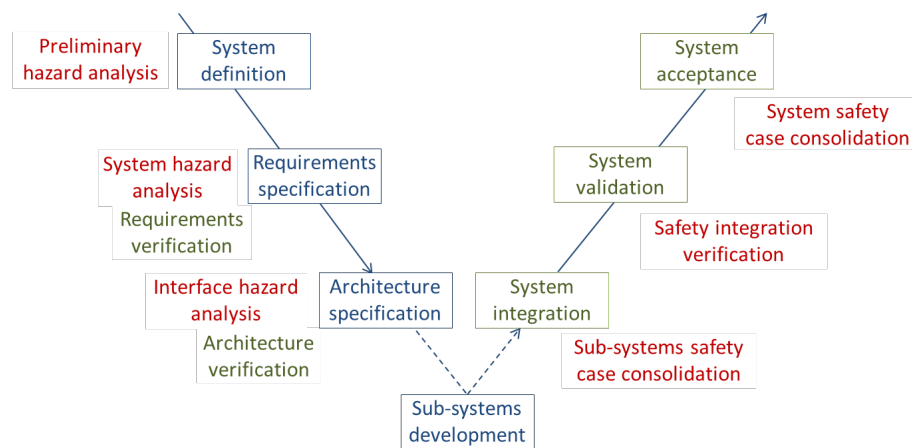 Preliminary
hazard analysis
System
definition
System
acceptance
System safety
case consolidation
System hazard
analysis
Requirements
specification
System
validation
Requirements
verification
Safety integration
verification
Interface hazard
analysis
Architecture
specification
System
integration
Architecture
verification
Sub-systems safety
case consolidation
Sub-systems
development